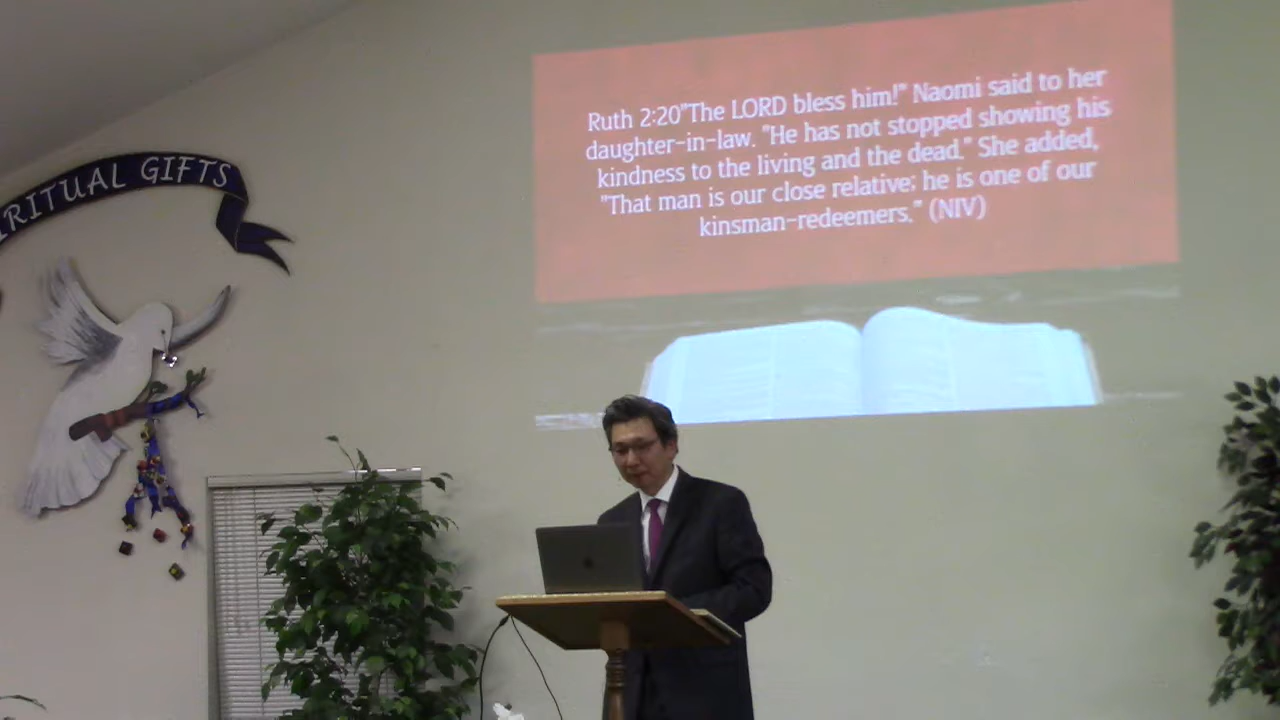 RITUAL GIFTS
Ruth 2:20"The LORD bless him!" Naomi said to her
daughter-in-law. "He has not stopped showing his
kindness to the living and the dead." She added,
"That man is our close relative; he is one of our
kinsman-redeemers." (NIV)